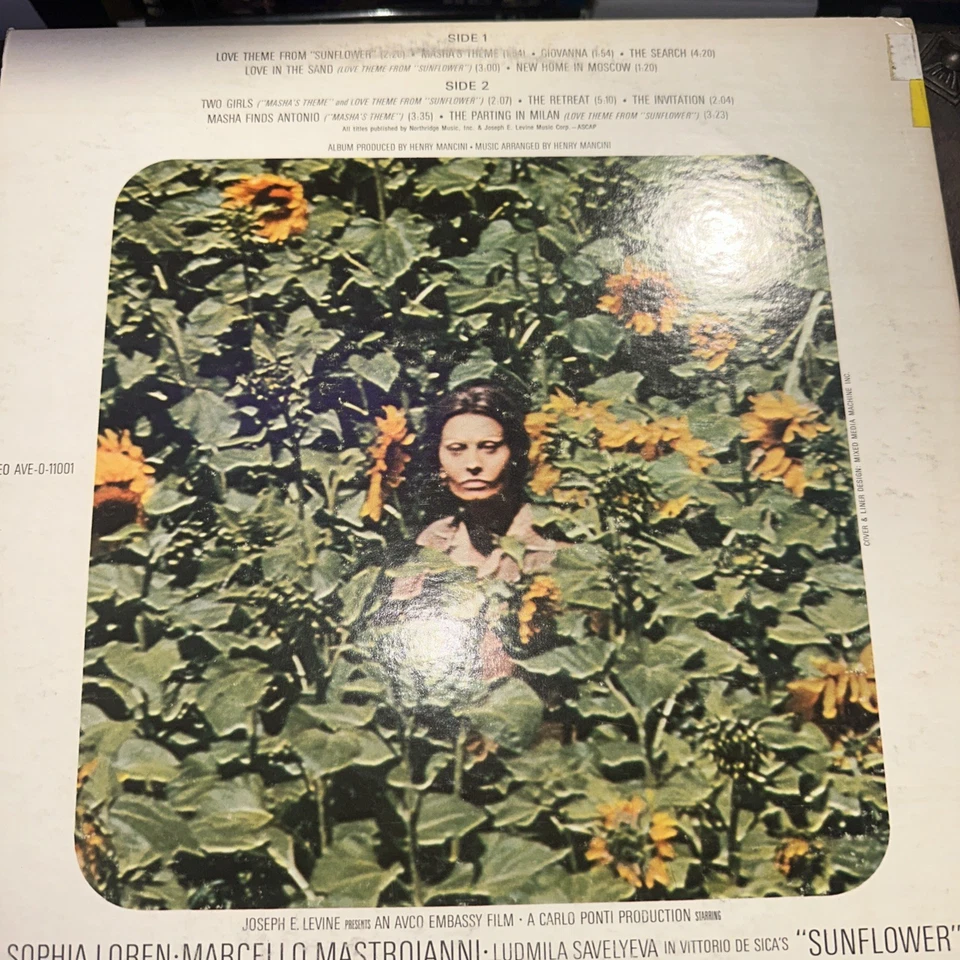 SIDE 1
LOVE THEME FROM "SUNFLOWER" (2:20) • MASHA'S THEME (1:54) • GIOVANNA (1:54) • THE SEARCH (4:20)
LOVE IN THE SAND (LOVE THEME FROM "SUNFLOWER") (3:00) • NEW HOME IN MOSCOW (1:20)
SIDE 2
TWO GIRLS ("MASHA'S THEME" and LOVE THEME FROM "SUNFLOWER") (2:07) • THE RETREAT (5:10) • THE INVITATION (2:04)
MASHA FINDS ANTONIO ("MASHA'S THEME") (3:35) • THE PARTING IN MILAN (LOVE THEME FROM "SUNFLOWER") (3:23)
All titles published by Northridge Music, Inc. & Joseph E. Levine Music Corp.—ASCAP
ALBUM PRODUCED BY HENRY MANCINI • MUSIC ARRANGED BY HENRY MANCINI
EO AVE-O-11001
COVER & LINER DESIGN: MIXED MEDIA MACHINE INC.
JOSEPH E. LEVINE PRESENTS AN AVCO EMBASSY FILM • A CARLO PONTI PRODUCTION STARRING
SOPHIA LOREN • MARCELLO MASTROIANNI • LUDMILA SAVELYEVA IN VITTORIO DE SICA'S "SUNFLOWER"